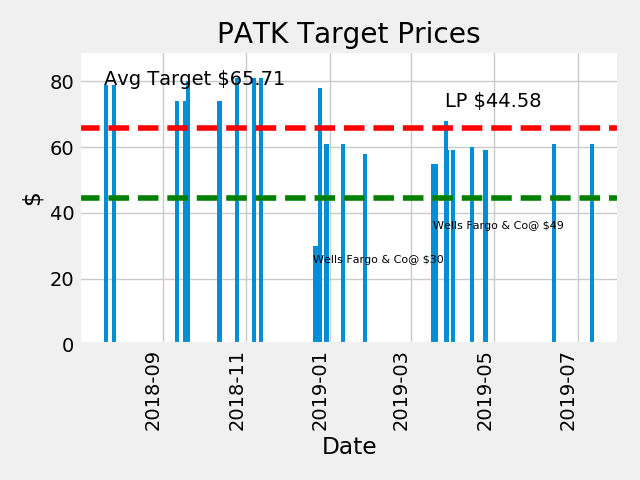 PATK Target Prices
Avg Target $65.71
LP $44.58
Wells Fargo & Co@ $49
Wells Fargo & Co@ $30
80
60
40
20
0
$
2018-09
2018-11
2019-01
2019-03
2019-05
2019-07
Date